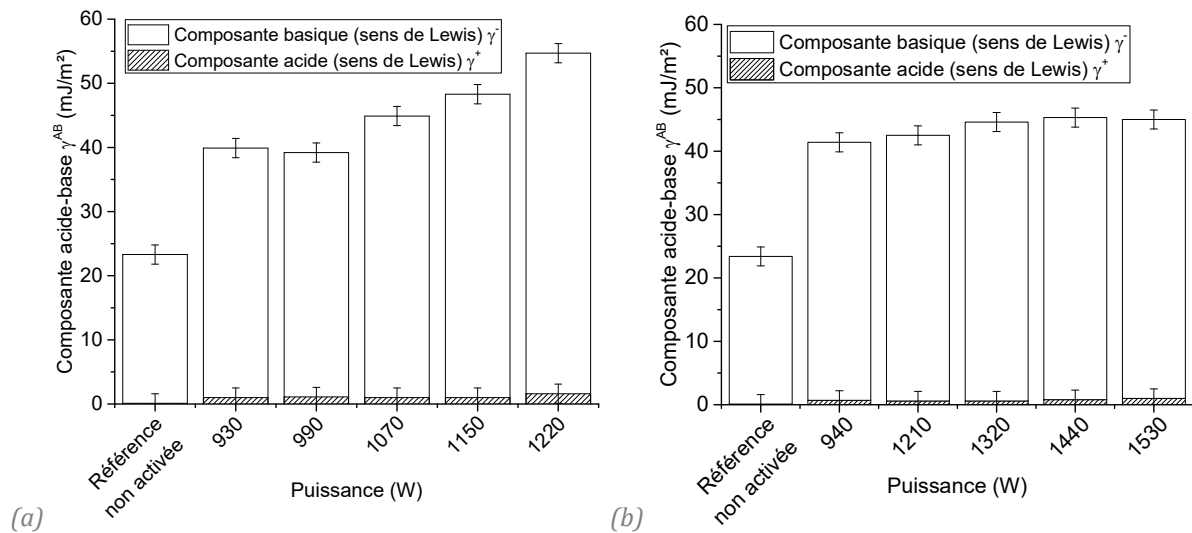 60
50
40
30
20
10
0
Composante acide-base γ^AB (mJ/m²)
Composante basique (sens de Lewis) γ^-
Composante acide (sens de Lewis) γ^+
Référence
non activée
930
990
1070
1150
1220
Puissance (W)
(a)
60
50
40
30
20
10
0
Composante acide-base γ^AB (mJ/m²)
Composante basique (sens de Lewis) γ^-
Composante acide (sens de Lewis) γ^+
Référence
non activée
940
1210
1320
1440
1530
Puissance (W)
(b)